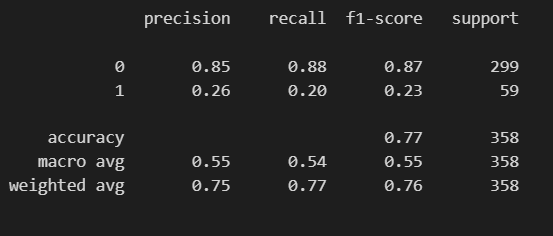 precision recall f1-score support
0 0.85 0.88 0.87 299
1 0.26 0.20 0.23 59
accuracy 0.77 358
macro avg 0.55 0.54 0.55 358
weighted avg 0.75 0.77 0.76 358